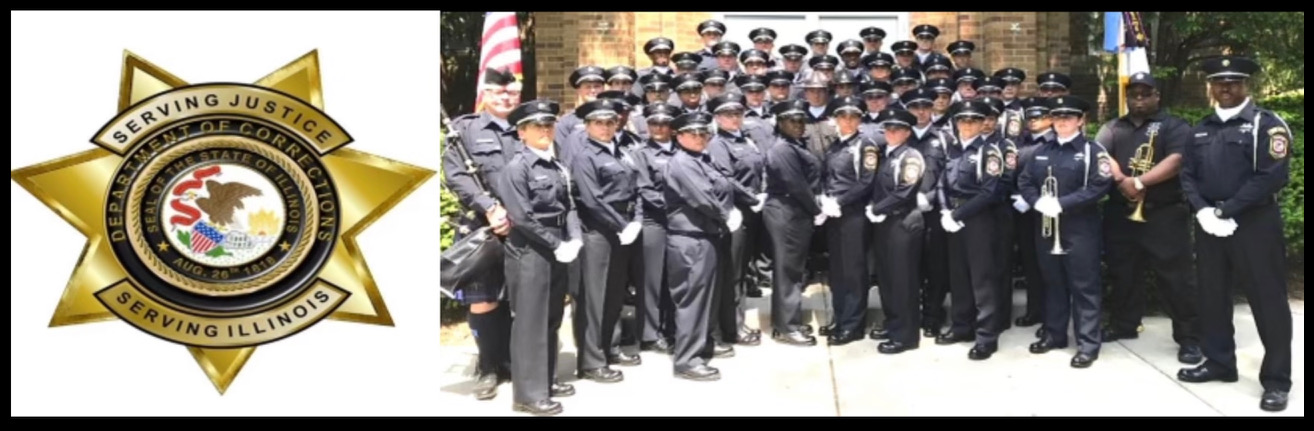 SERVING JUSTICE
DEPARTMENT OF CORRECTIONS
SEAL OF THE STATE OF ILLINOIS
AUG. 26TH 1818
SERVING ILLINOIS